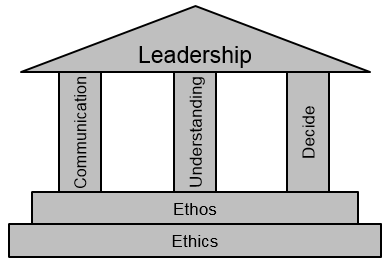 Leadership
Communication
Understanding
Decide
Ethos
Ethics